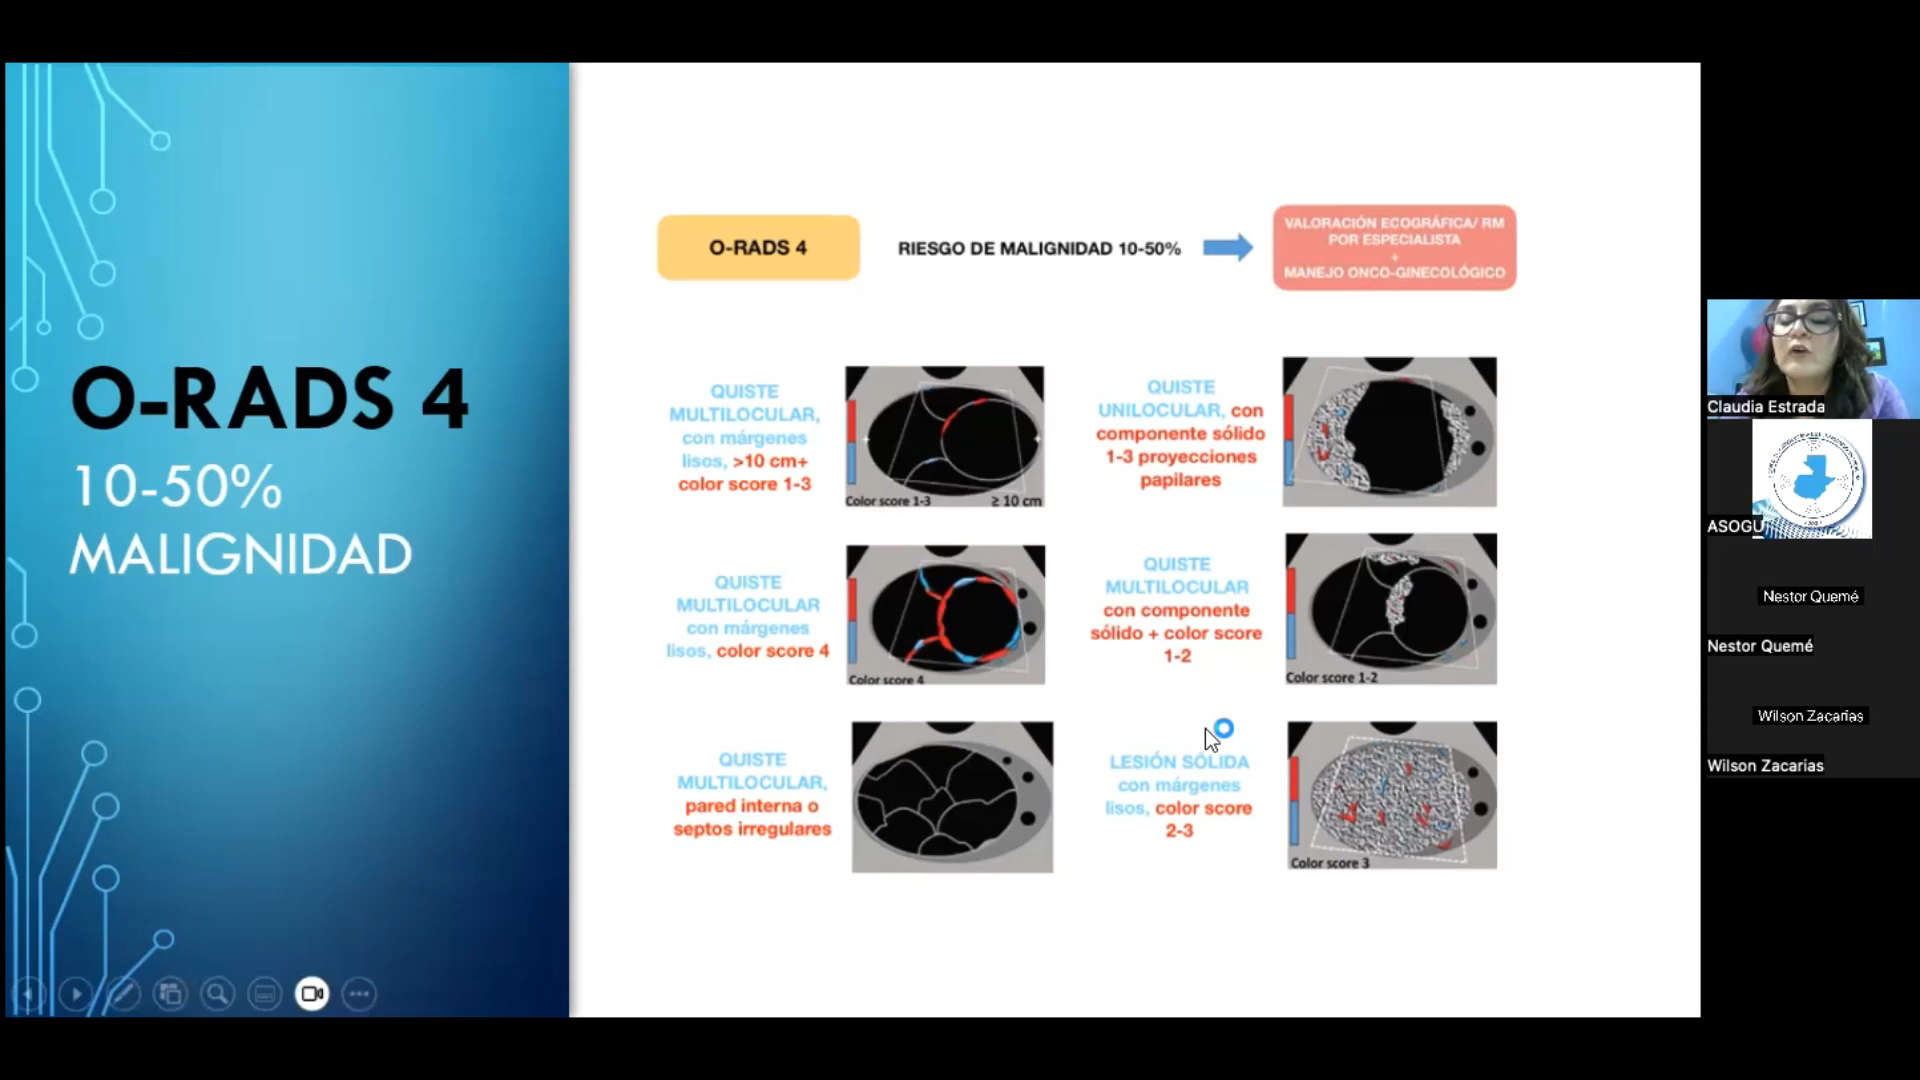 O-RADS 4
10-50%
MALIGNIDAD
O-RADS 4
RIESGO DE MALIGNIDAD 10-50%
VALORACIÓN ECOGRÁFICA/ RM
POR ESPECIALISTA
+
MANEJO ONCO-GINECOLÓGICO
QUISTE
MULTILOCULAR,
con márgenes
lisos, >10 cm+
color score 1-3
Color score 1-3
≥ 10 cm
QUISTE
UNILOCULAR, con
componente sólido
1-3 proyecciones
papilares
QUISTE
MULTILOCULAR
con márgenes
lisos, color score 4
Color score 4
QUISTE
MULTILOCULAR
con componente
sólido + color score
1-2
Color score 1-2
QUISTE
MULTILOCULAR,
pared interna o
septos irregulares
LESIÓN SÓLIDA
con márgenes
lisos, color score
2-3
Color score 3
Claudia Estrada
ASOGU
Nestor Quemé
Nestor Quemé
Wilson Zacarias
Wilson Zacarias